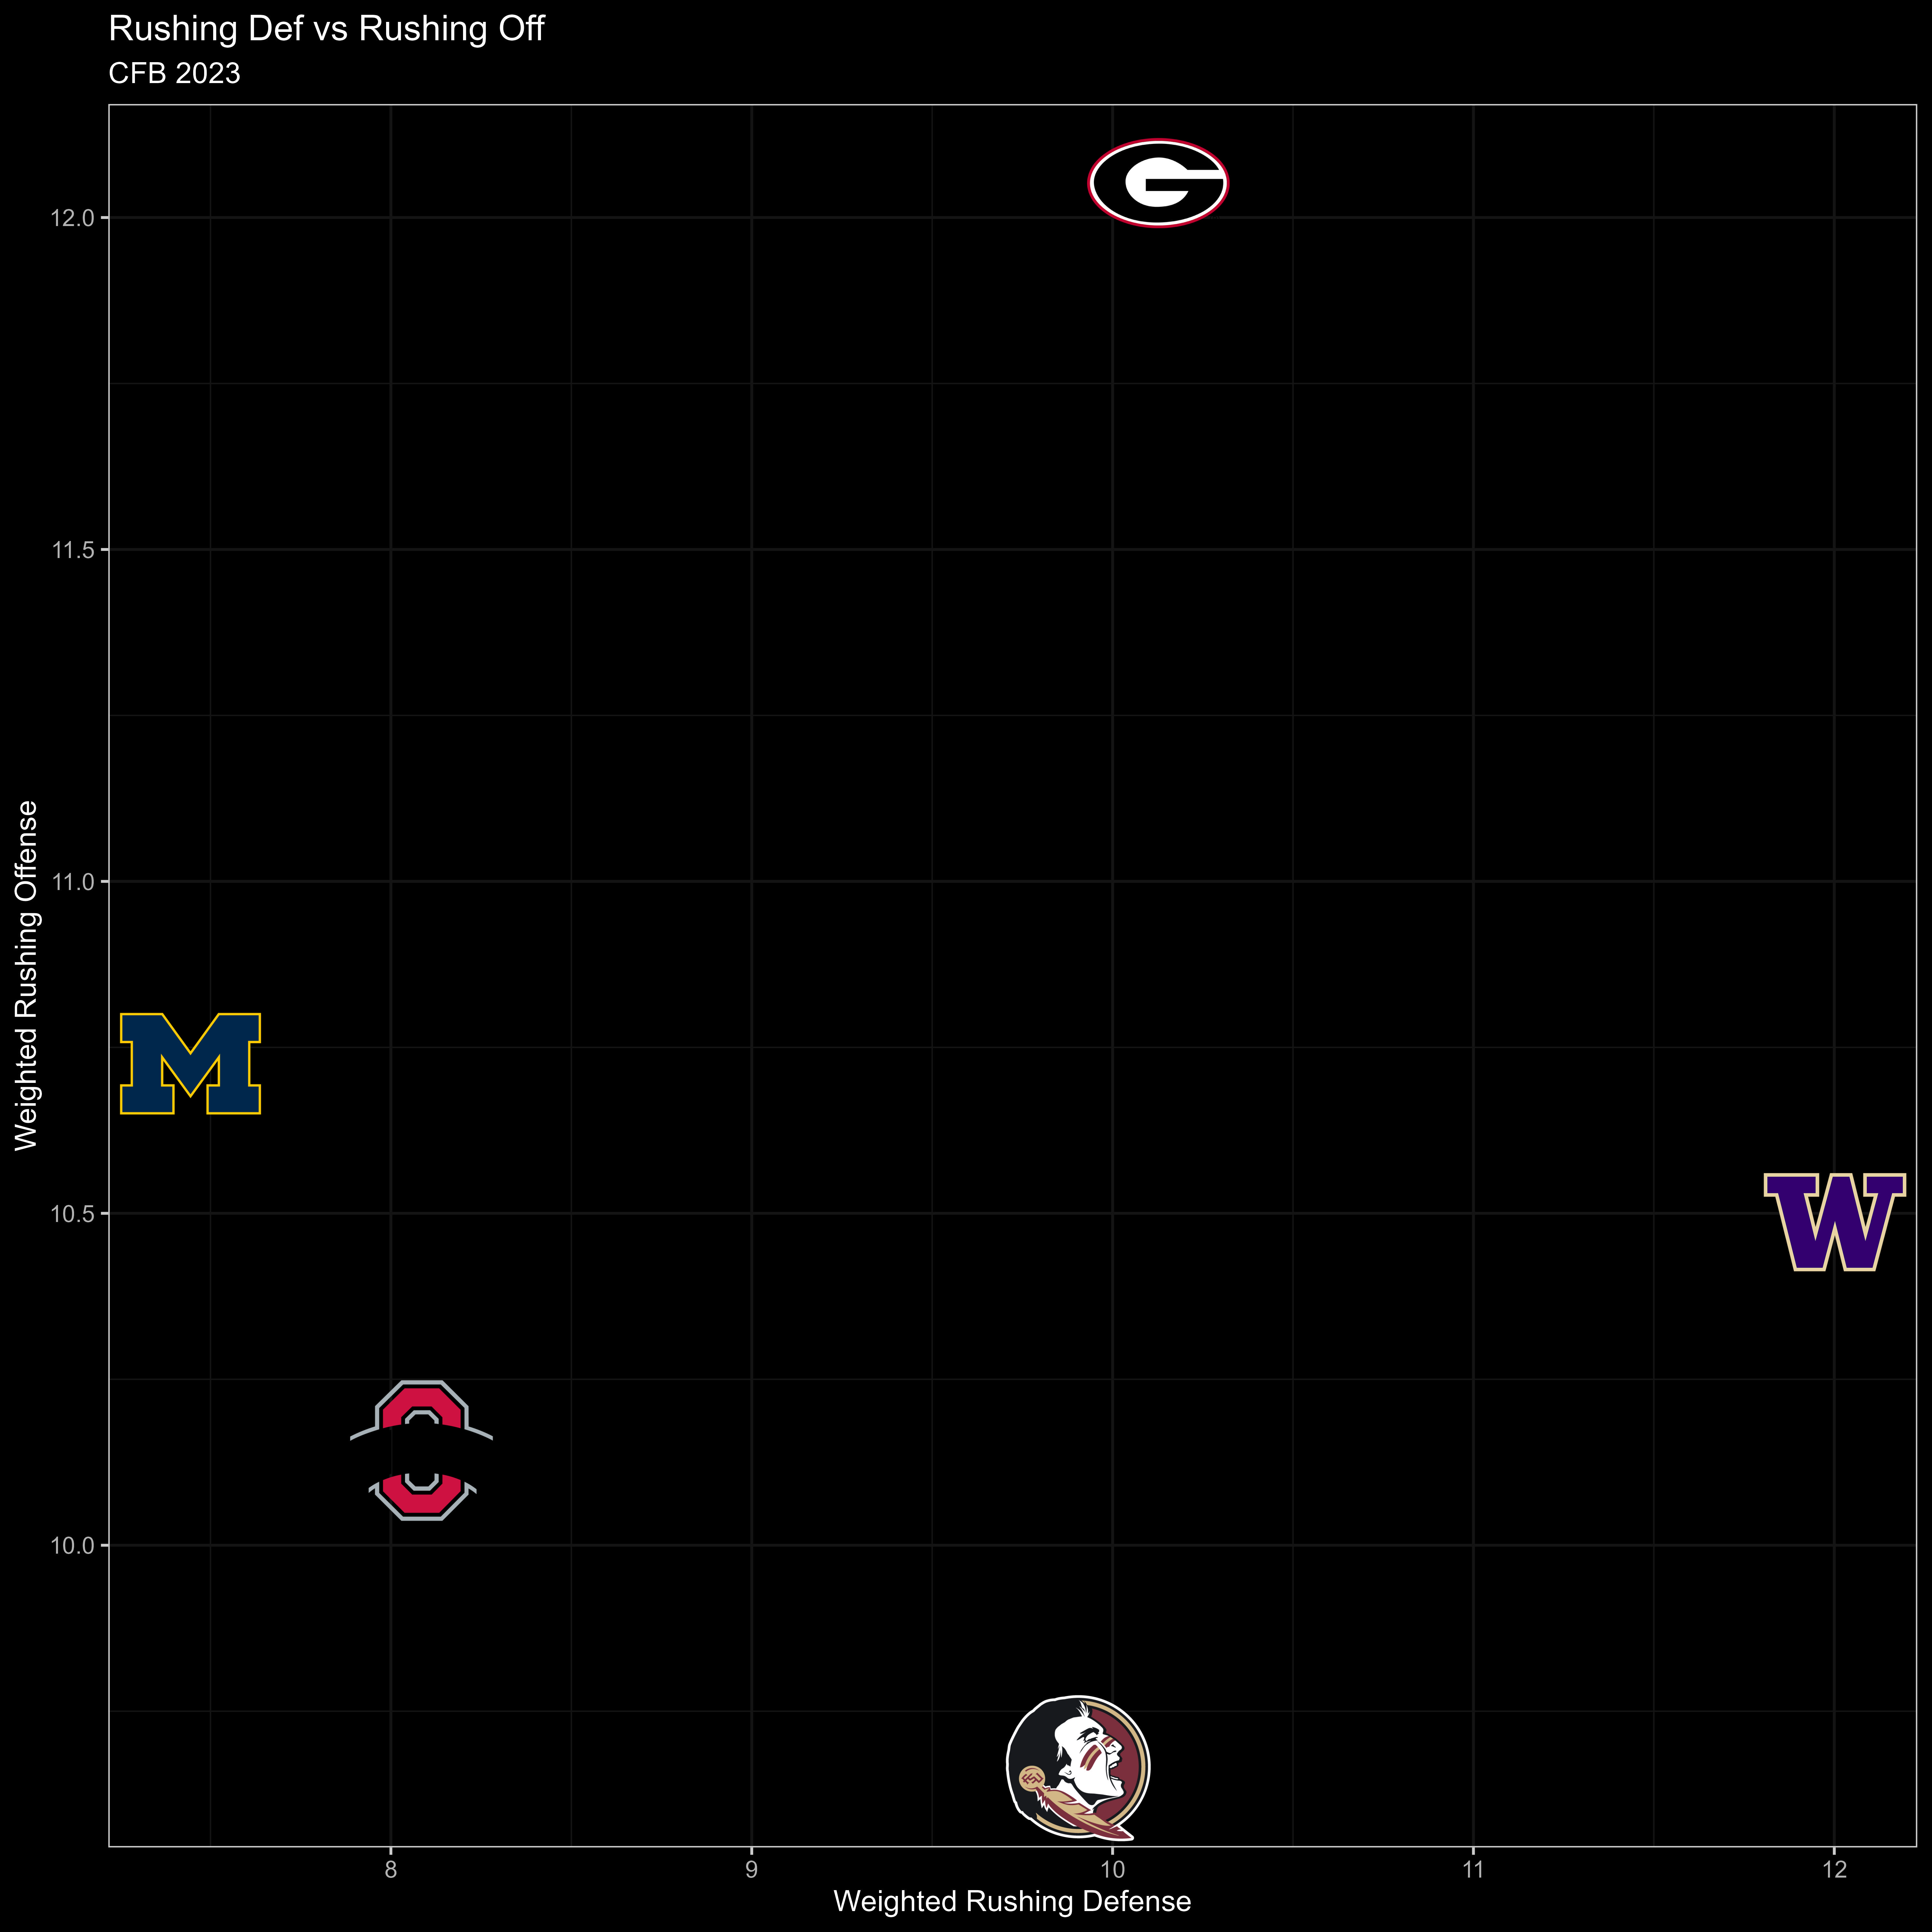 Rushing Def vs Rushing Off
CFB 2023
Weighted Rushing Offense
12.0
11.5
11.0
10.5
10.0
G
M
W
O
8
9
10
11
12
Weighted Rushing Defense